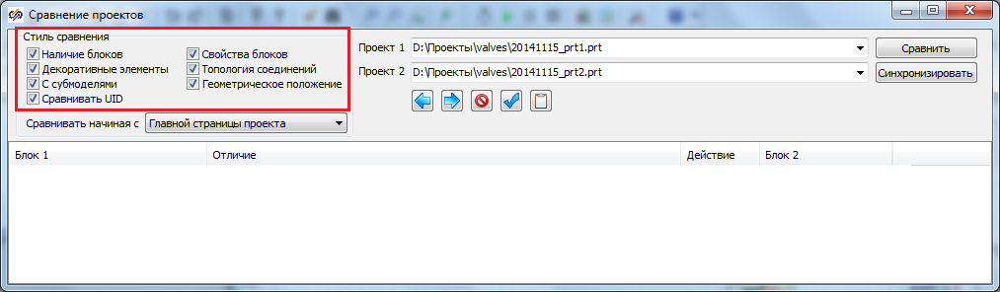 Сравнение проектов
Стиль сравнения
Наличие блоков Свойства блоков
Декоративные элементы Топология соединений
С субмоделями Геометрическое положение
Сравнивать UID
Сравнивать начиная с Главной страницы проекта
Проект 1 D:\Проекты\valves\20141115_prt1.prt Сравнить
Проект 2 D:\Проекты\valves\20141115_prt2.prt Синхронизировать
Блок 1 Отличие Действие Блок 2